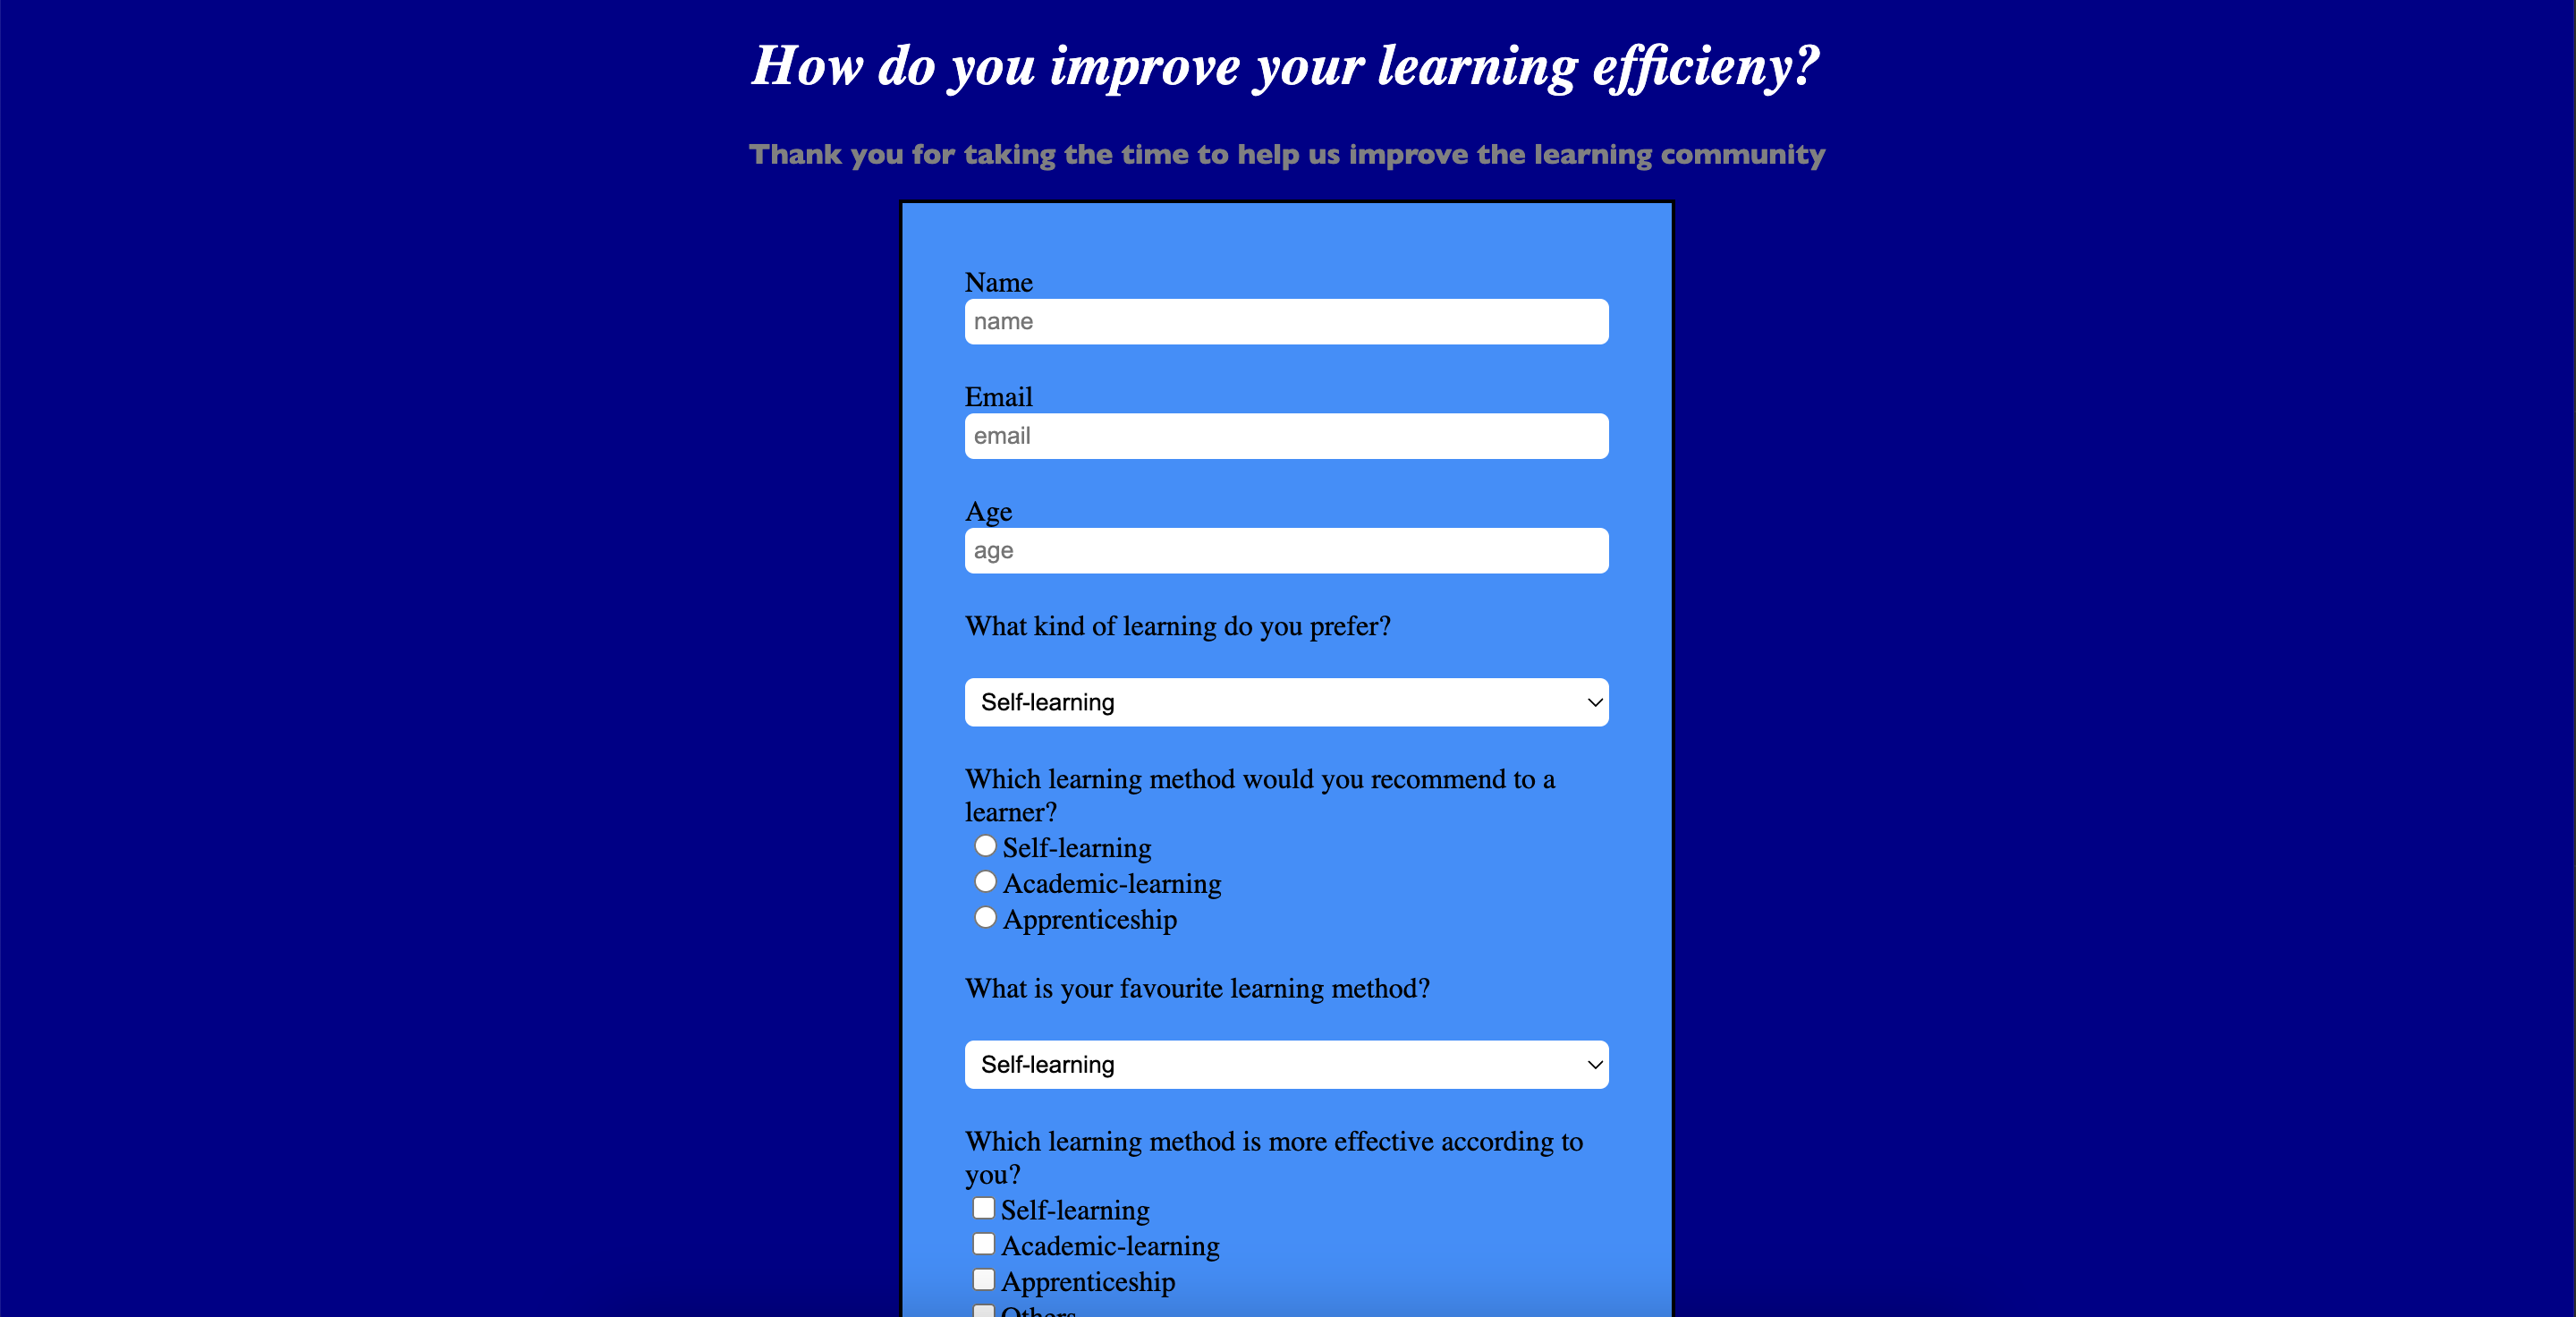 How do you improve your learning efficieny?
Thank you for taking the time to help us improve the learning community
Name
name
Email
email
Age
age
What kind of learning do you prefer?
Self-learning
Which learning method would you recommend to a
learner?
Self-learning
Academic-learning
Apprenticeship
What is your favourite learning method?
Self-learning
Which learning method is more effective according to
you?
Self-learning
Academic-learning
Apprenticeship
Others